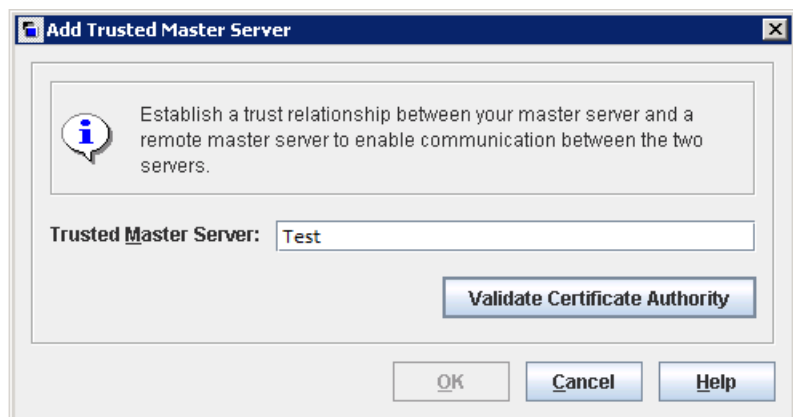 Add Trusted Master Server
Establish a trust relationship between your master server and a
remote master server to enable communication between the two
servers.
Trusted Master Server: Test
Validate Certificate Authority
OK Cancel Help